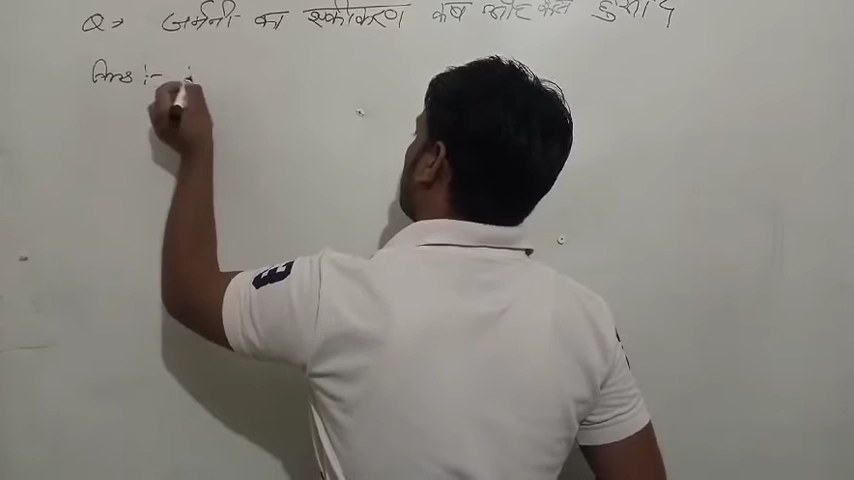 Q→ जर्मनी का एकीकरण कब और कैसे हुआ ?
Ans :-